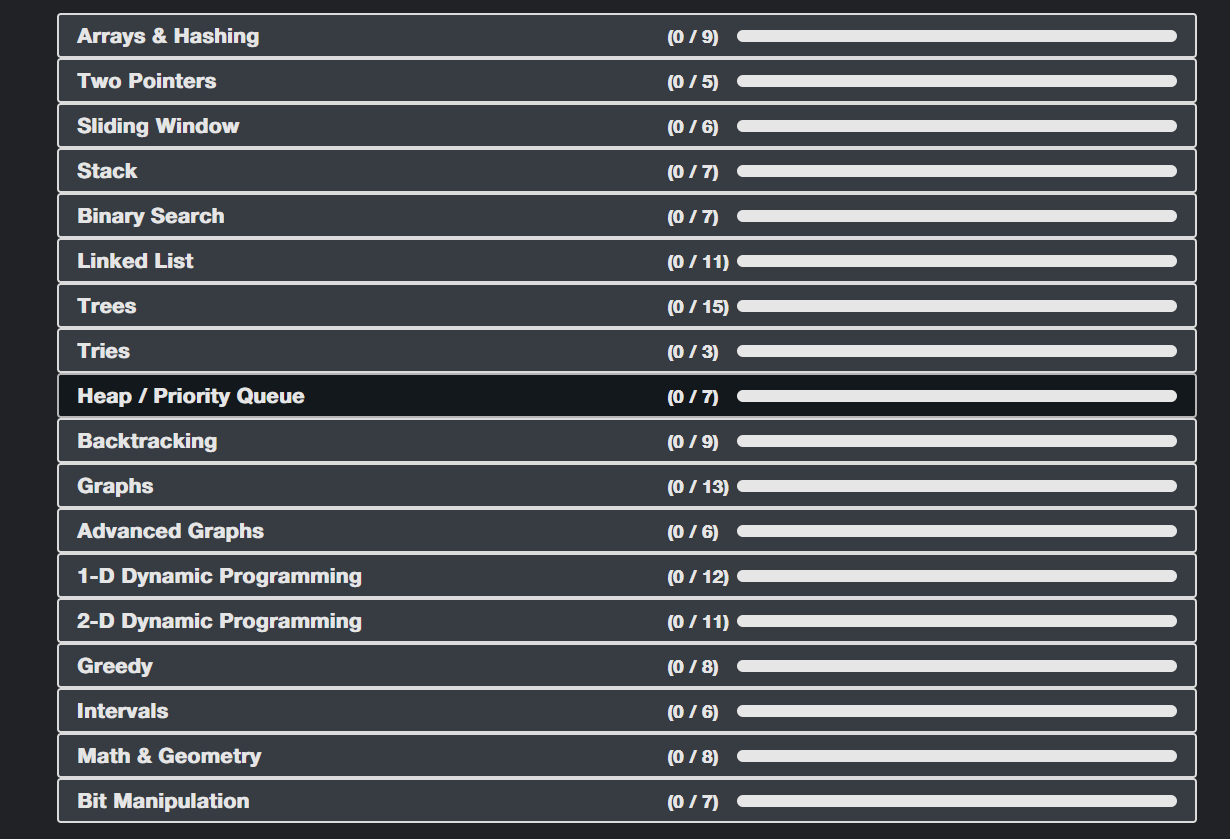 Arrays & Hashing (0 / 9)
Two Pointers (0 / 5)
Sliding Window (0 / 6)
Stack (0 / 7)
Binary Search (0 / 7)
Linked List (0 / 11)
Trees (0 / 15)
Tries (0 / 3)
Heap / Priority Queue (0 / 7)
Backtracking (0 / 9)
Graphs (0 / 13)
Advanced Graphs (0 / 6)
1-D Dynamic Programming (0 / 12)
2-D Dynamic Programming (0 / 11)
Greedy (0 / 8)
Intervals (0 / 6)
Math & Geometry (0 / 8)
Bit Manipulation (0 / 7)